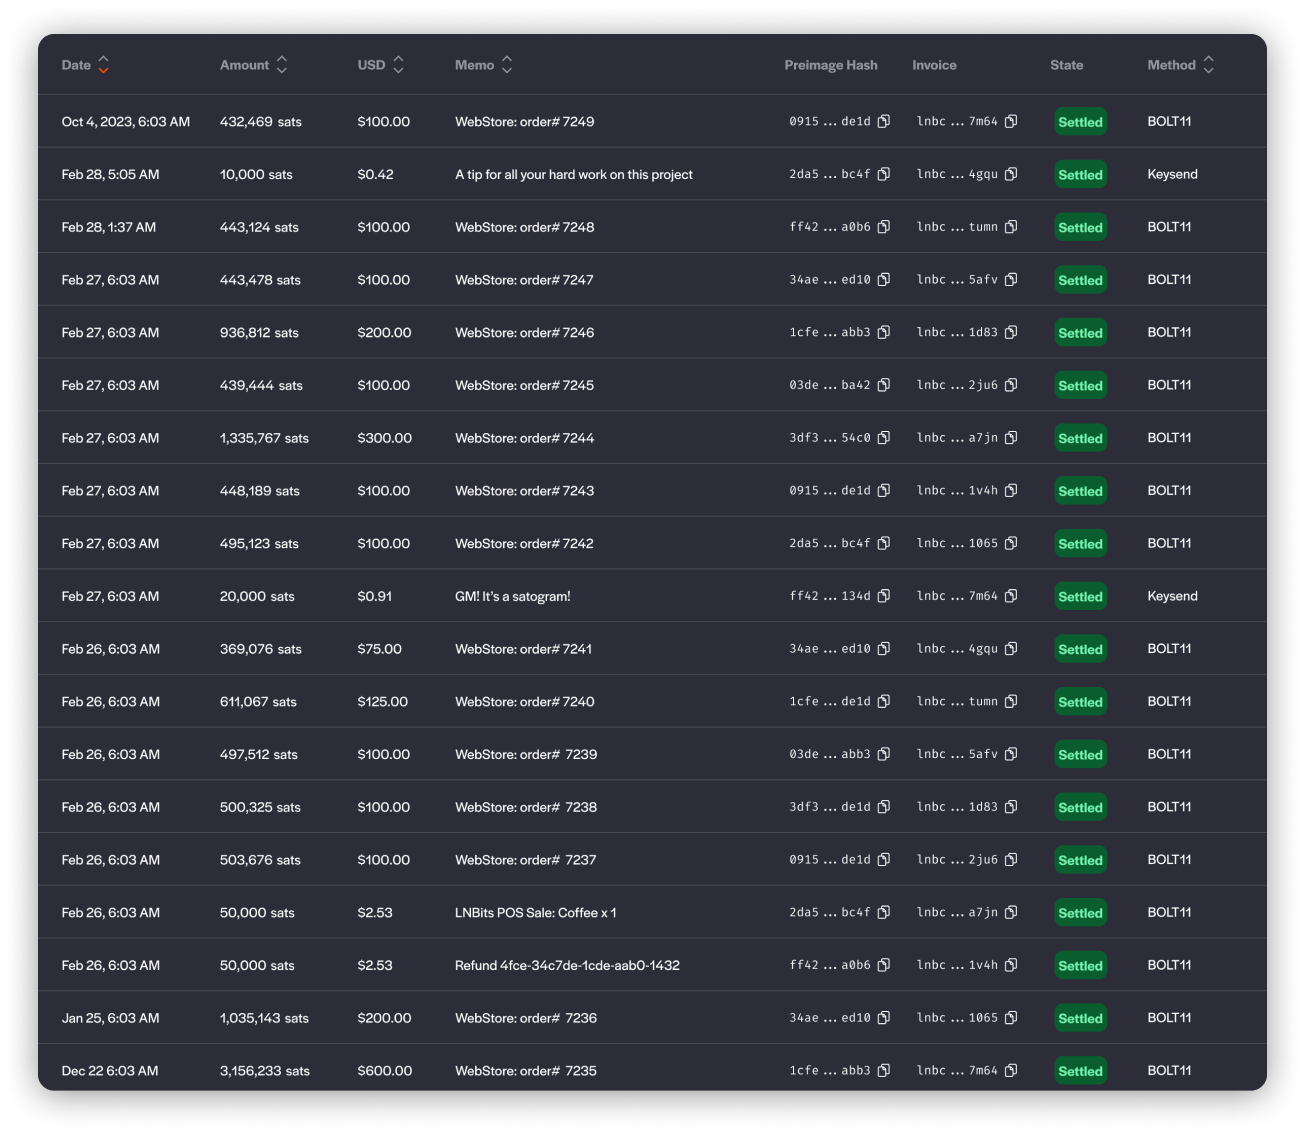 Date Amount USD Memo Preimage Hash Invoice State Method
Oct 4, 2023, 6:03 AM 432,469 sats $100.00 WebStore: order# 7249 0915 ... de1d lnbc ... 7m64 Settled BOLT11
Feb 28, 5:05 AM 10,000 sats $0.42 A tip for all your hard work on this project 2da5 ... bc4f lnbc ... 4gqu Settled Keysend
Feb 28, 1:37 AM 443,124 sats $100.00 WebStore: order# 7248 ff42 ... a0b6 lnbc ... tumn Settled BOLT11
Feb 27, 6:03 AM 443,478 sats $100.00 WebStore: order# 7247 34ae ... ed10 lnbc ... 5afv Settled BOLT11
Feb 27, 6:03 AM 936,812 sats $200.00 WebStore: order# 7246 1cfe ... abb3 lnbc ... 1d83 Settled BOLT11
Feb 27, 6:03 AM 439,444 sats $100.00 WebStore: order# 7245 03de ... ba42 lnbc ... 2ju6 Settled BOLT11
Feb 27, 6:03 AM 1,335,767 sats $300.00 WebStore: order# 7244 3df3 ... 54c0 lnbc ... a7jn Settled BOLT11
Feb 27, 6:03 AM 448,189 sats $100.00 WebStore: order# 7243 0915 ... de1d lnbc ... 1v4h Settled BOLT11
Feb 27, 6:03 AM 495,123 sats $100.00 WebStore: order# 7242 2da5 ... bc4f lnbc ... 1065 Settled BOLT11
Feb 27, 6:03 AM 20,000 sats $0.91 GM! It's a satogram! ff42 ... 134d lnbc ... 7m64 Settled Keysend
Feb 26, 6:03 AM 369,076 sats $75.00 WebStore: order# 7241 34ae ... ed10 lnbc ... 4gqu Settled BOLT11
Feb 26, 6:03 AM 611,067 sats $125.00 WebStore: order# 7240 1cfe ... de1d lnbc ... tumn Settled BOLT11
Feb 26, 6:03 AM 497,512 sats $100.00 WebStore: order# 7239 03de ... abb3 lnbc ... 5afv Settled BOLT11
Feb 26, 6:03 AM 500,325 sats $100.00 WebStore: order# 7238 3df3 ... de1d lnbc ... 1d83 Settled BOLT11
Feb 26, 6:03 AM 503,676 sats $100.00 WebStore: order# 7237 0915 ... de1d lnbc ... 2ju6 Settled BOLT11
Feb 26, 6:03 AM 50,000 sats $2.53 LNBits POS Sale: Coffee x 1 2da5 ... bc4f lnbc ... a7jn Settled BOLT11
Feb 26, 6:03 AM 50,000 sats $2.53 Refund 4fce-34c7de-1cde-aab0-1432 ff42 ... a0b6 lnbc ... 1v4h Settled BOLT11
Jan 25, 6:03 AM 1,035,143 sats $200.00 WebStore: order# 7236 34ae ... ed10 lnbc ... 1065 Settled BOLT11
Dec 22 6:03 AM 3,156,233 sats $600.00 WebStore: order# 7235 1cfe ... abb3 lnbc ... 7m64 Settled BOLT11